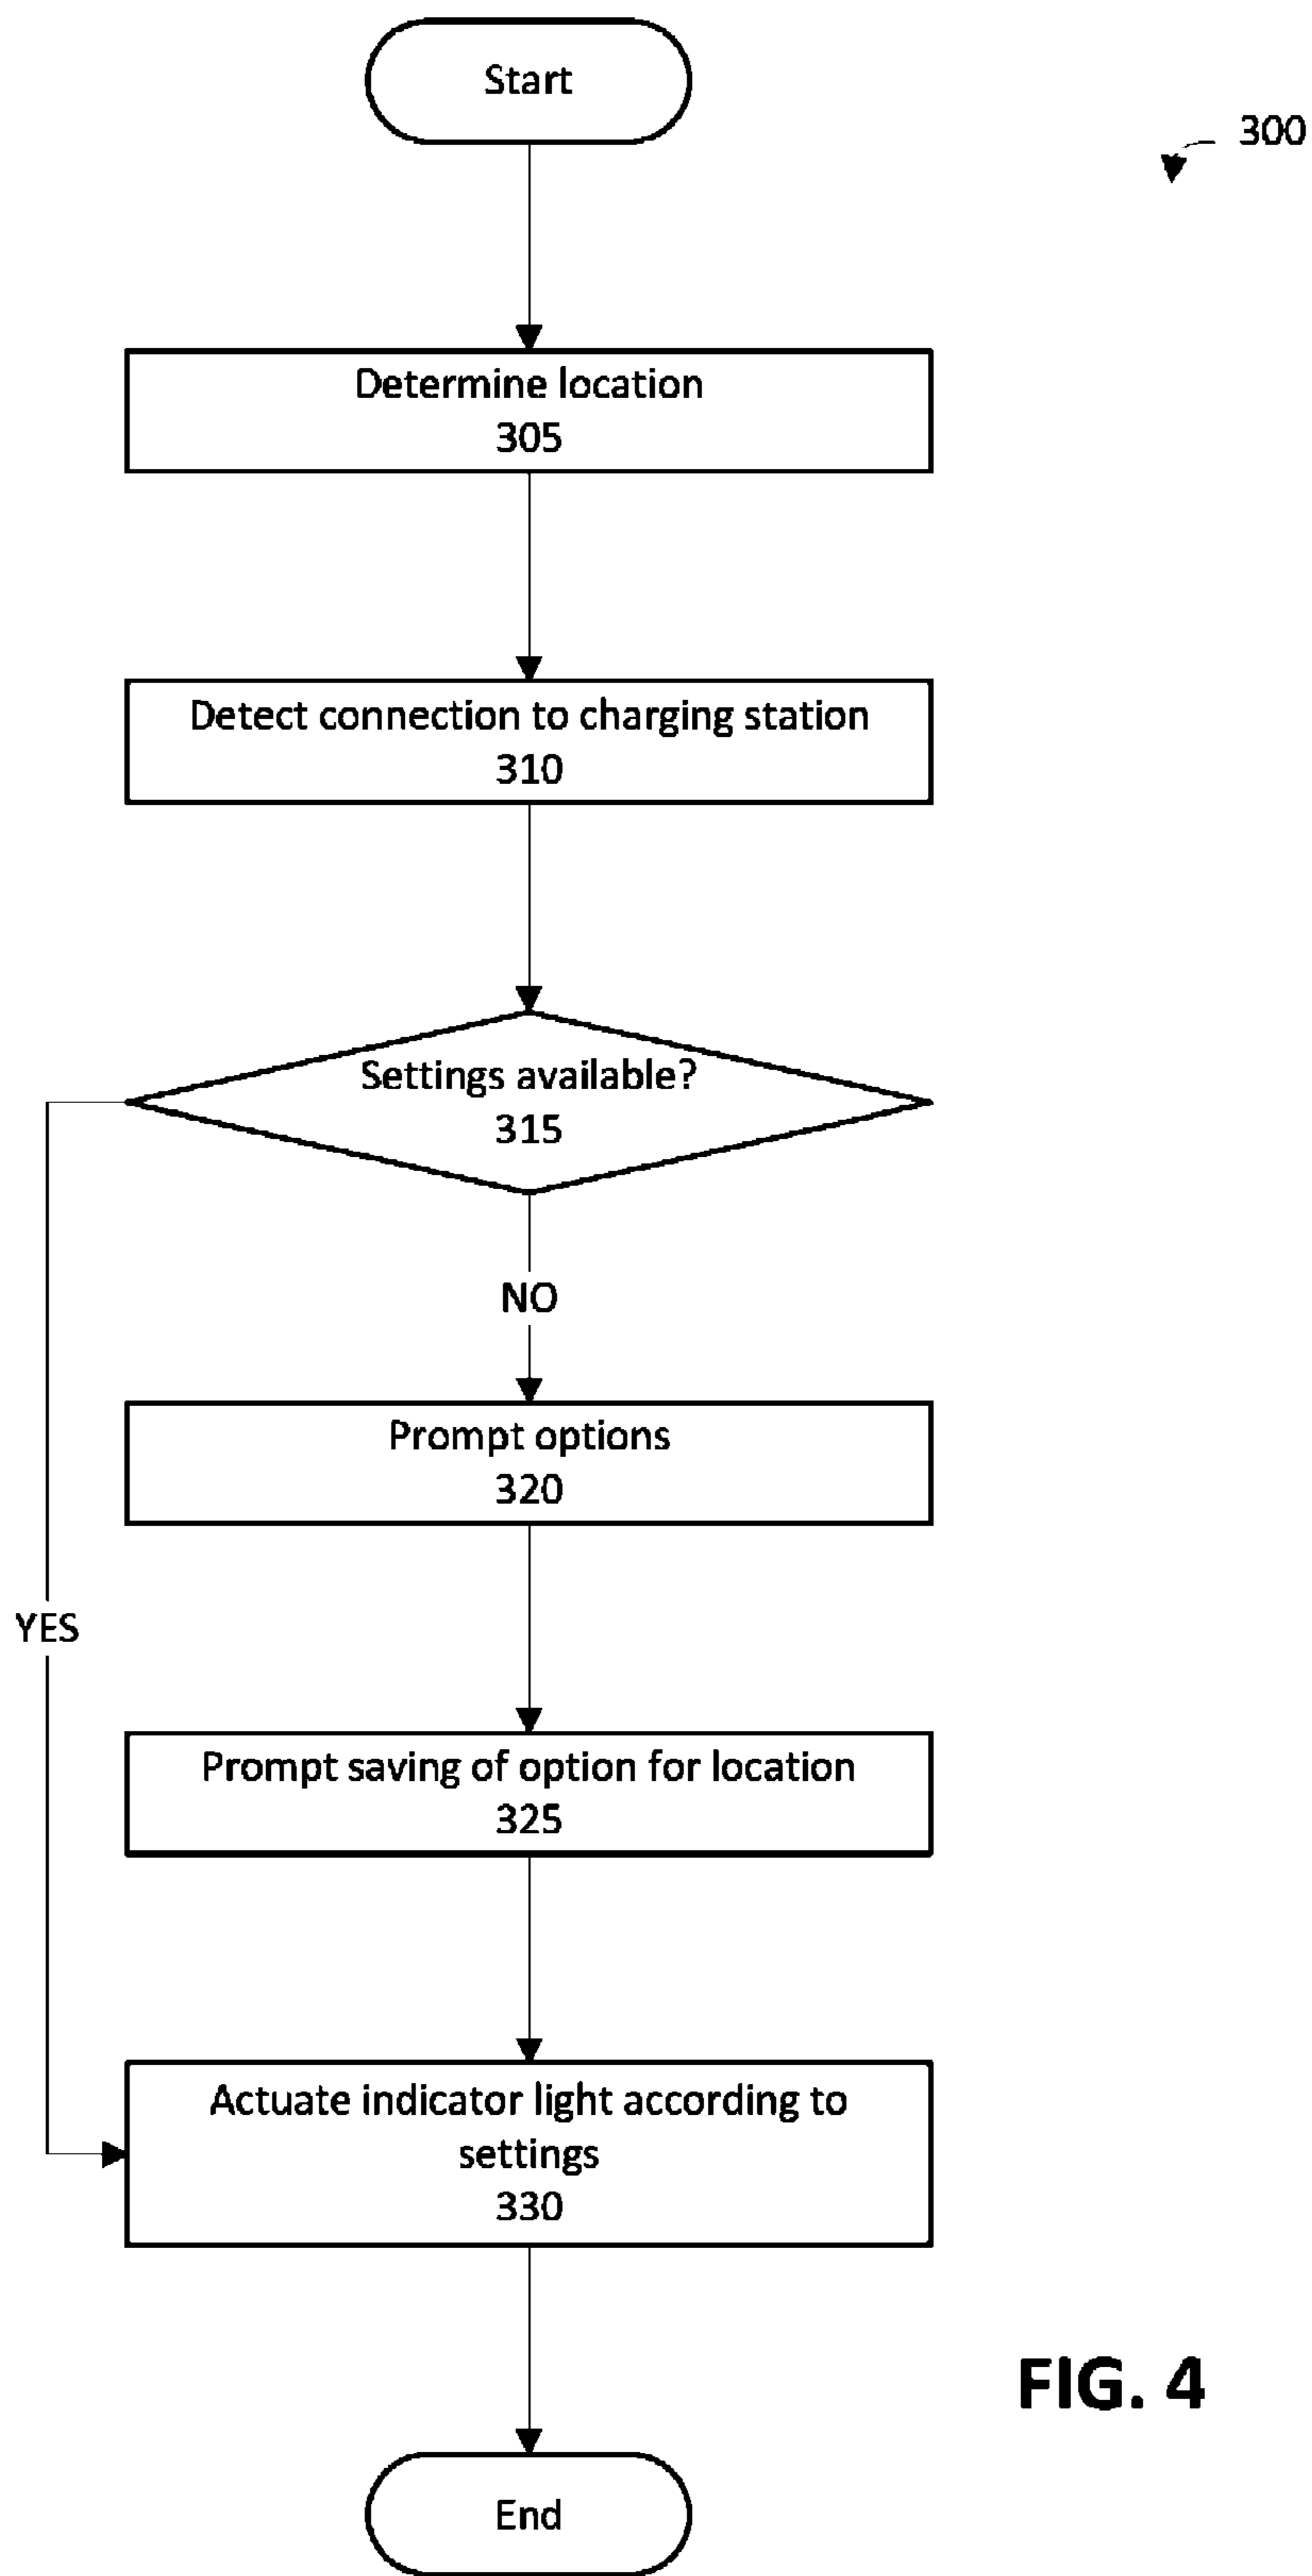 Start
300
Determine location
305
Detect connection to charging station
310
Settings available?
315
NO
Prompt options
320
YES
Prompt saving of option for location
325
Actuate indicator light according to
settings
330
FIG. 4
End